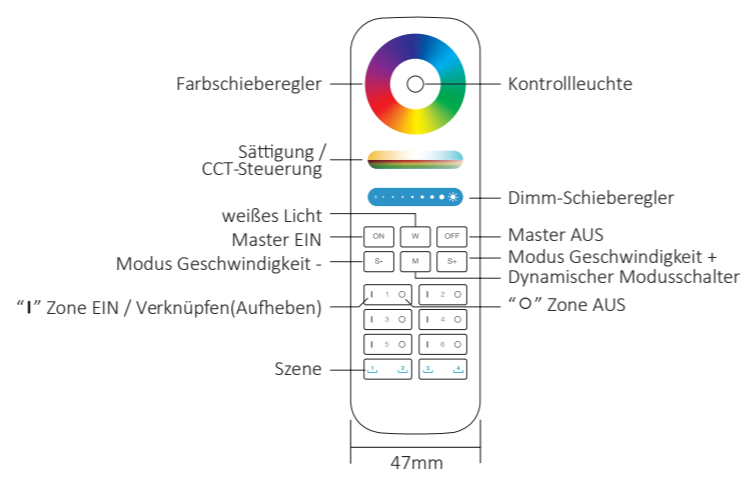 Farbschieberegler
Kontrollleuchte
Sättigung /
CCT-Steuerung
Dimm-Schieberegler
weißes Licht
Master EIN
ON W OFF
Master AUS
Modus Geschwindigkeit -
S- M S+
Modus Geschwindigkeit +
Dynamischer Modusschalter
“I” Zone EIN / Verknüpfen(Aufheben)
I 1 O I 2 O
“O” Zone AUS
I 3 O I 4 O
I 5 O I 6 O
Szene
1 2 3 4
47mm